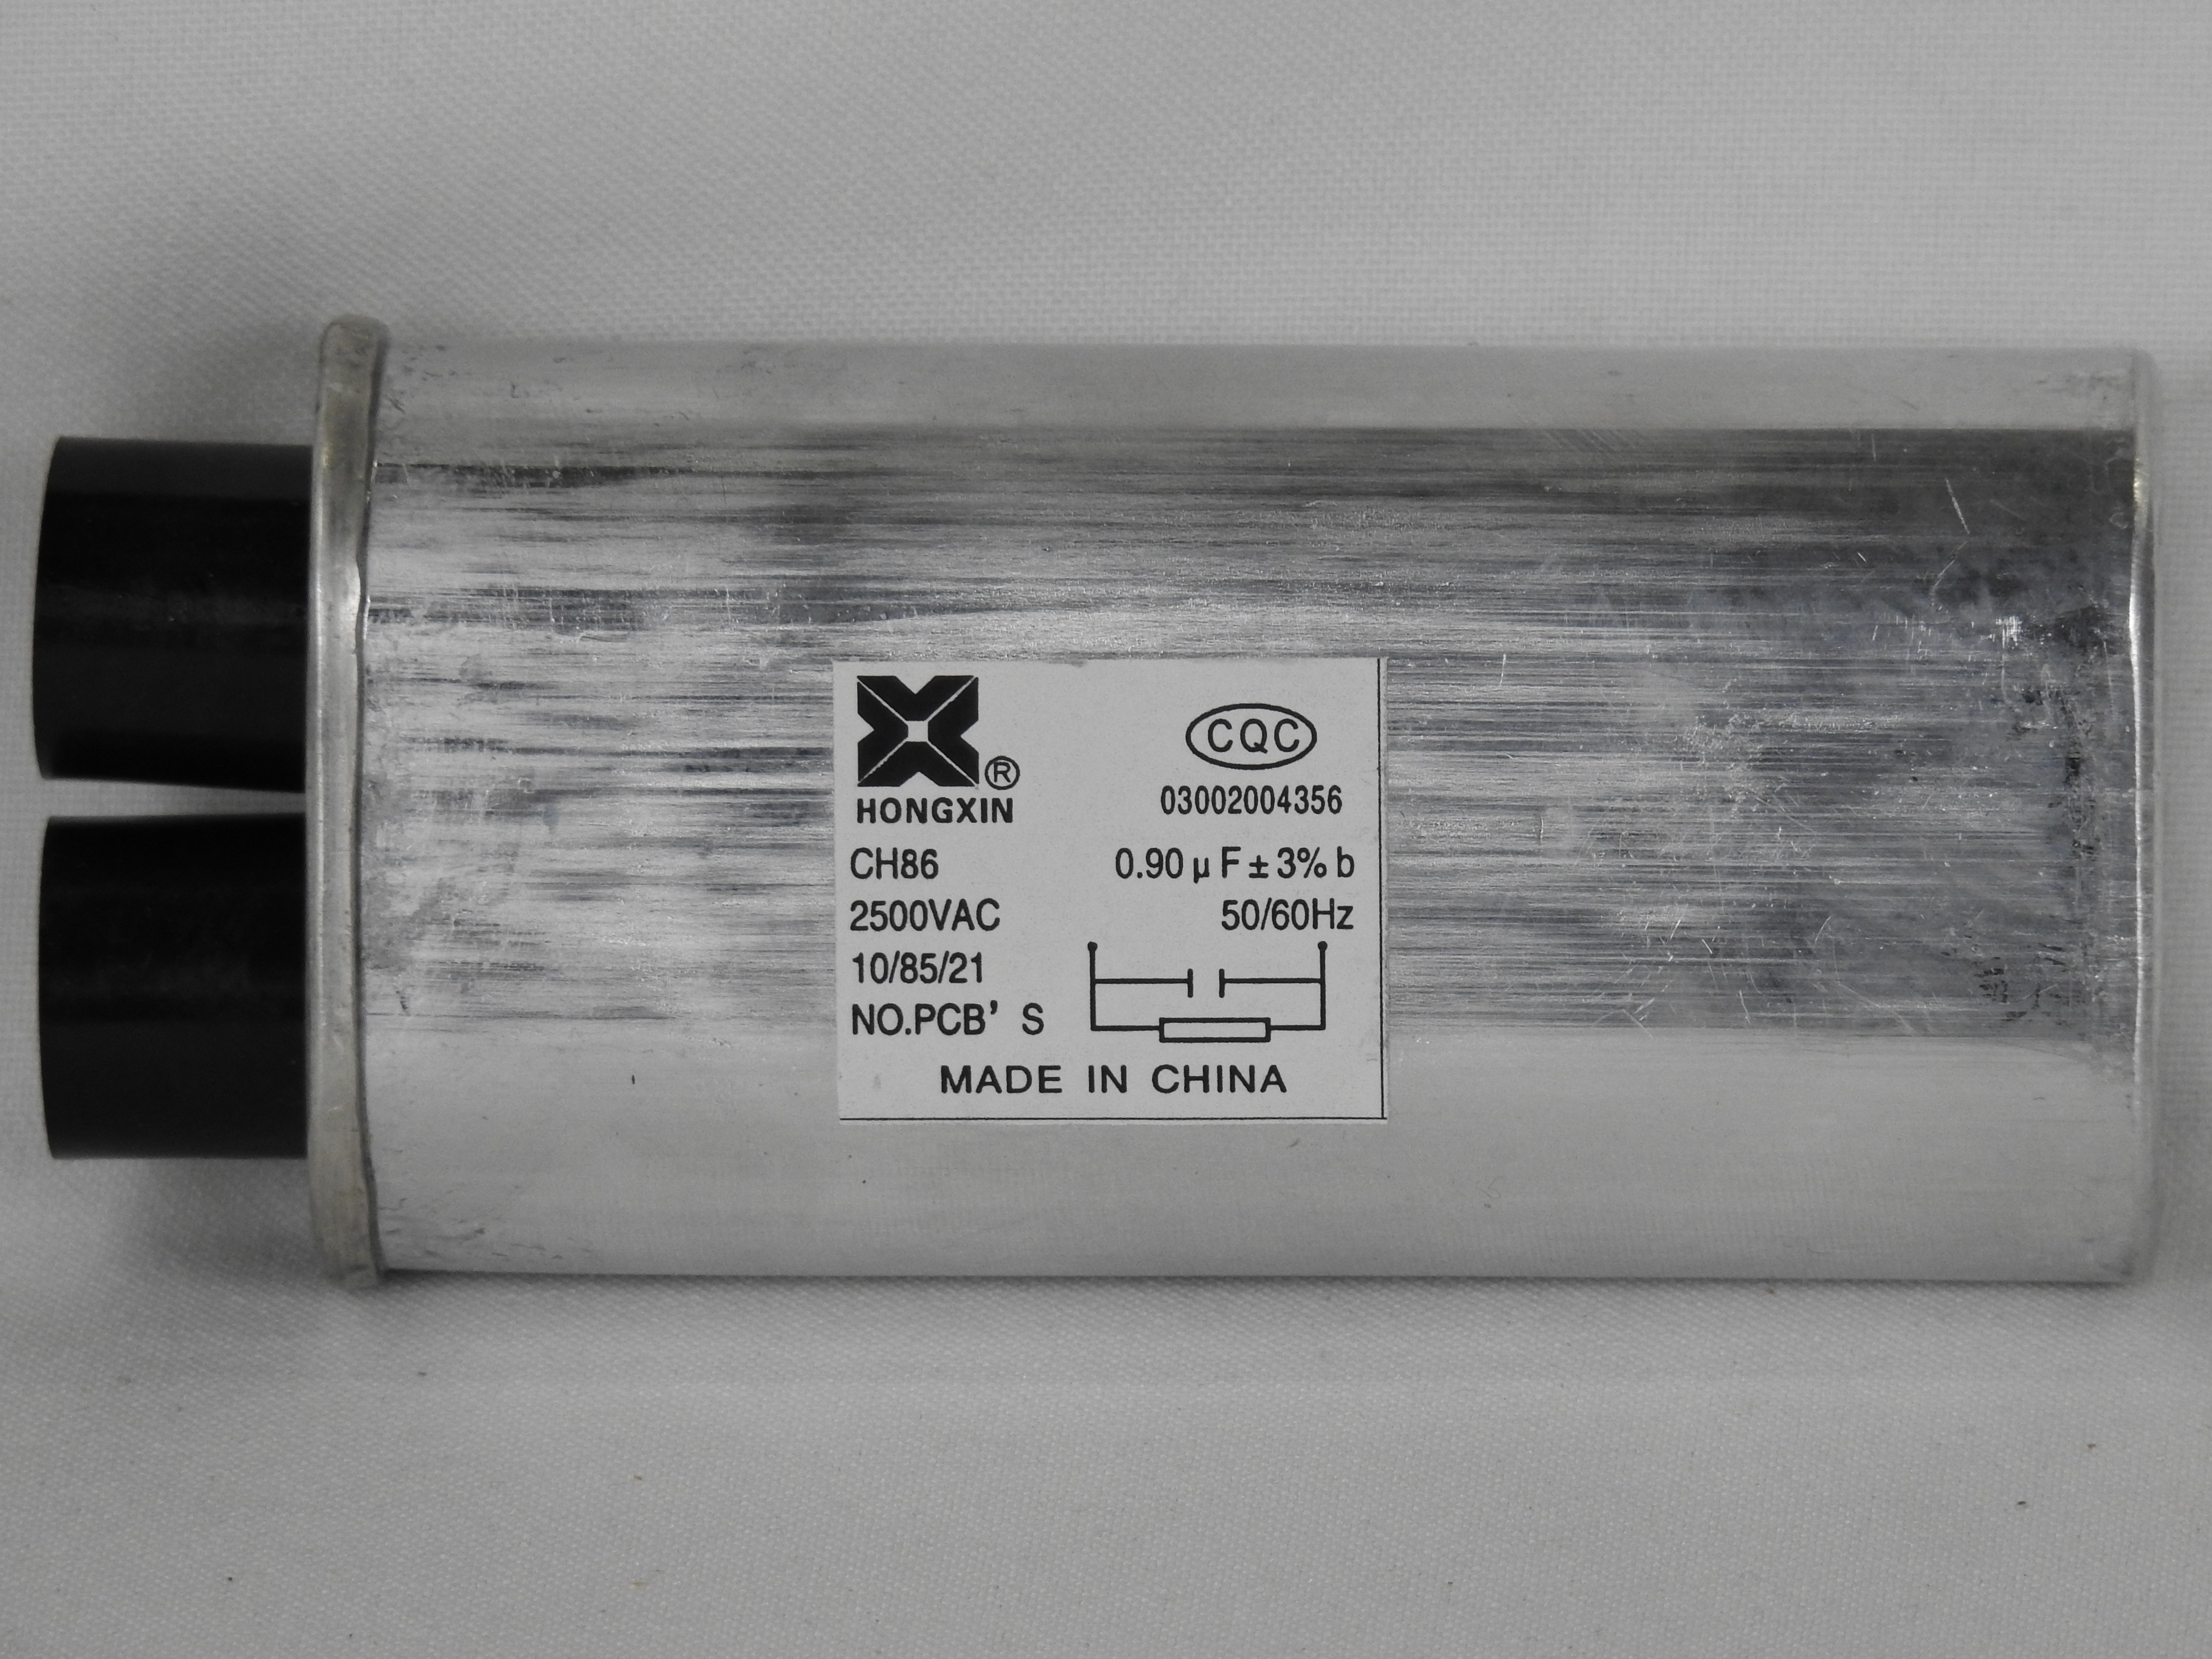 ®
HONGXIN
CQC
03002004356
CH86 0.90 μ F ± 3% b
2500VAC 50/60Hz
10/85/21
NO.PCB' S
MADE IN CHINA